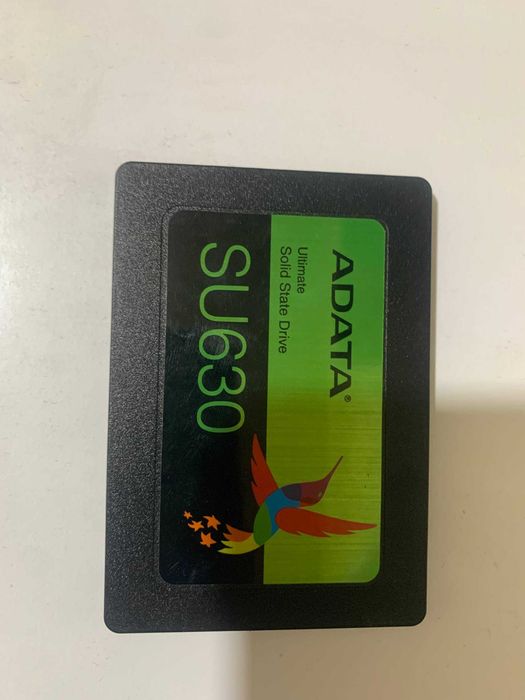 ADATA®
Ultimate
Solid State Drive
SU630